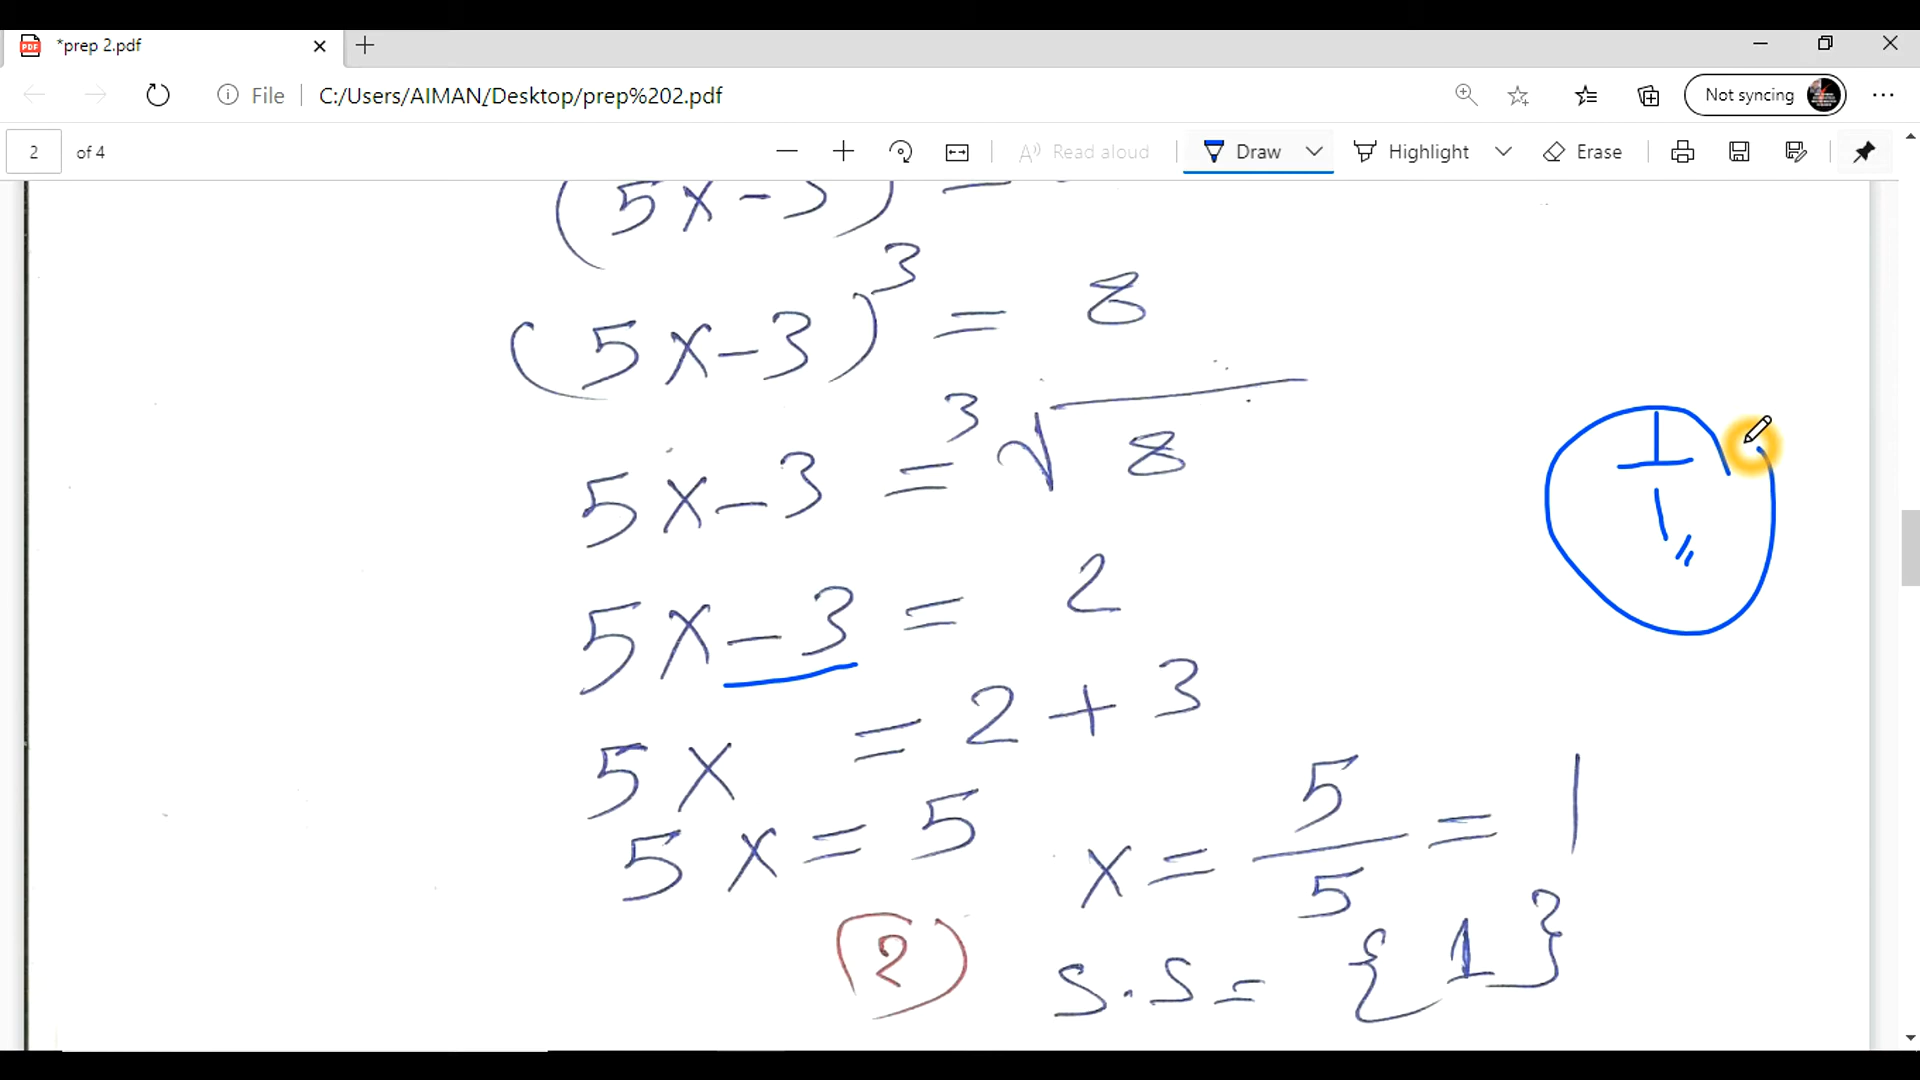 *prep 2.pdf
File C:/Users/AIMAN/Desktop/prep%202.pdf Not syncing
2 of 4 Read aloud Draw Highlight Erase
(5x-3) =
(5x-3)³ = 8
5x-3 = ³√8
5x-3 = 2
5x = 2+3
5x = 5 x = 5/5 = 1
2 S.S = {1}